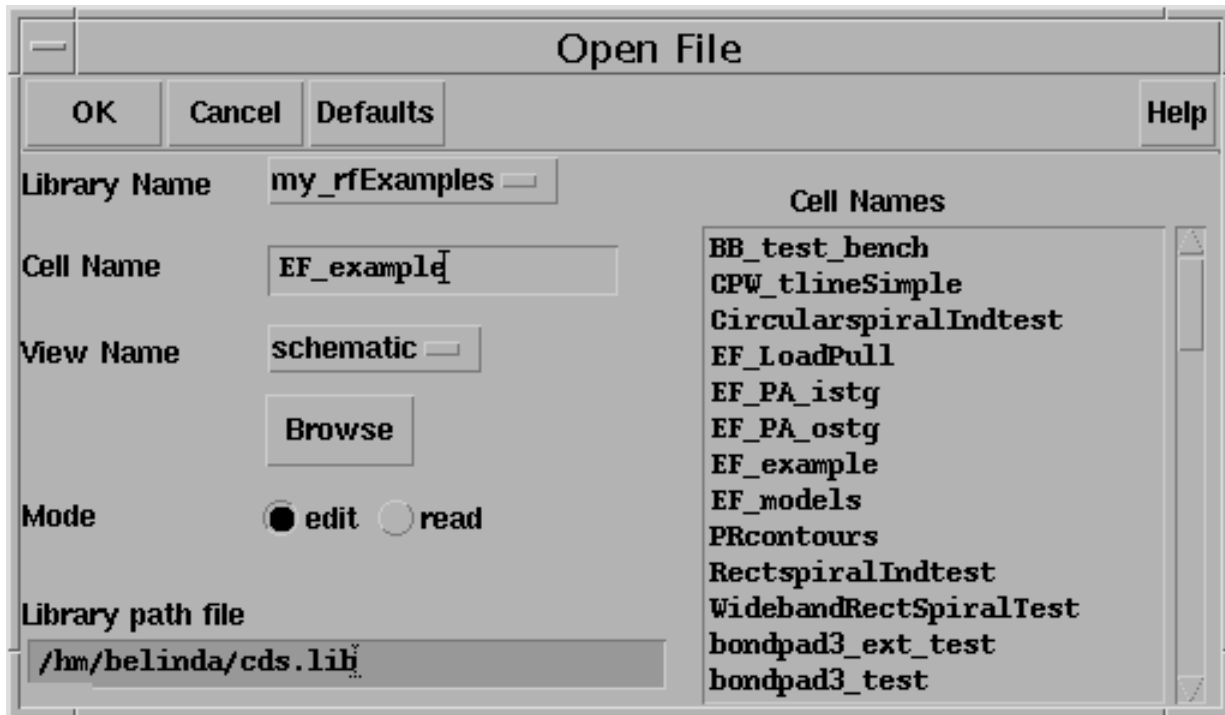 Open File
OK Cancel Defaults Help
Library Name my_rfExamples
Cell Name EF_example
View Name schematic
Browse
Mode edit read
Library path file
/hm/belinda/cds.lib
Cell Names
BB_test_bench
CPW_tlineSimple
CircularspiralIndtest
EF_LoadPull
EF_PA_istg
EF_PA_ostg
EF_example
EF_models
PRcontours
RectspiralIndtest
WidebandRectSpiralTest
bondpad3_ext_test
bondpad3_test